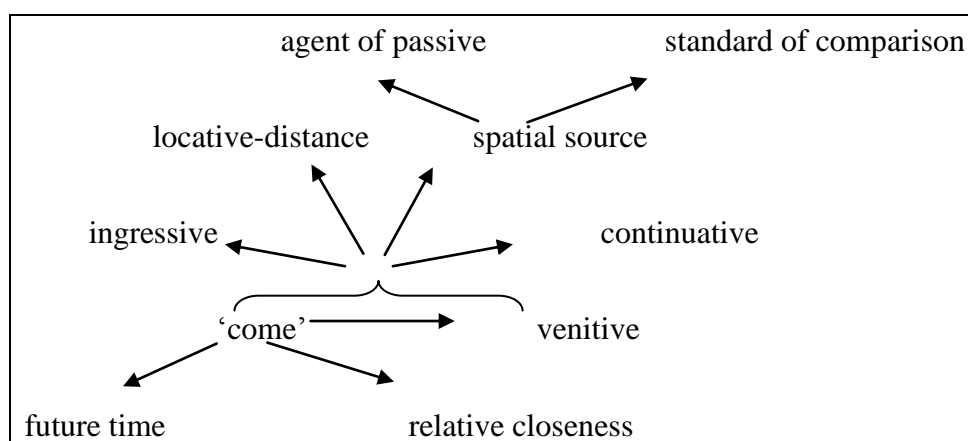 agent of passive standard of comparison
locative-distance spatial source
ingressive continuative
‘come’ venitive
future time relative closeness